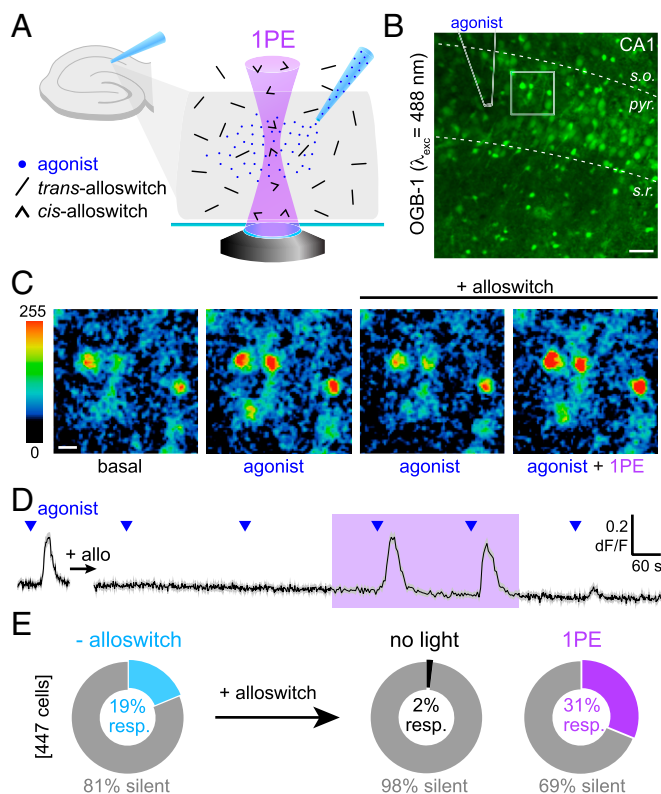 A
1PE
agonist
trans-alloswitch
cis-alloswitch
B
agonist
CA1
s.o.
pyr.
s.r.
OGB-1 (λexc = 488 nm)
C
+ alloswitch
255
0
basal
agonist
agonist
agonist + 1PE
D
agonist
+ allo
0.2
dF/F
60 s
E
[447 cells]
- alloswitch
19%
resp.
81% silent
+ alloswitch
no light
2%
resp.
98% silent
1PE
31%
resp.
69% silent